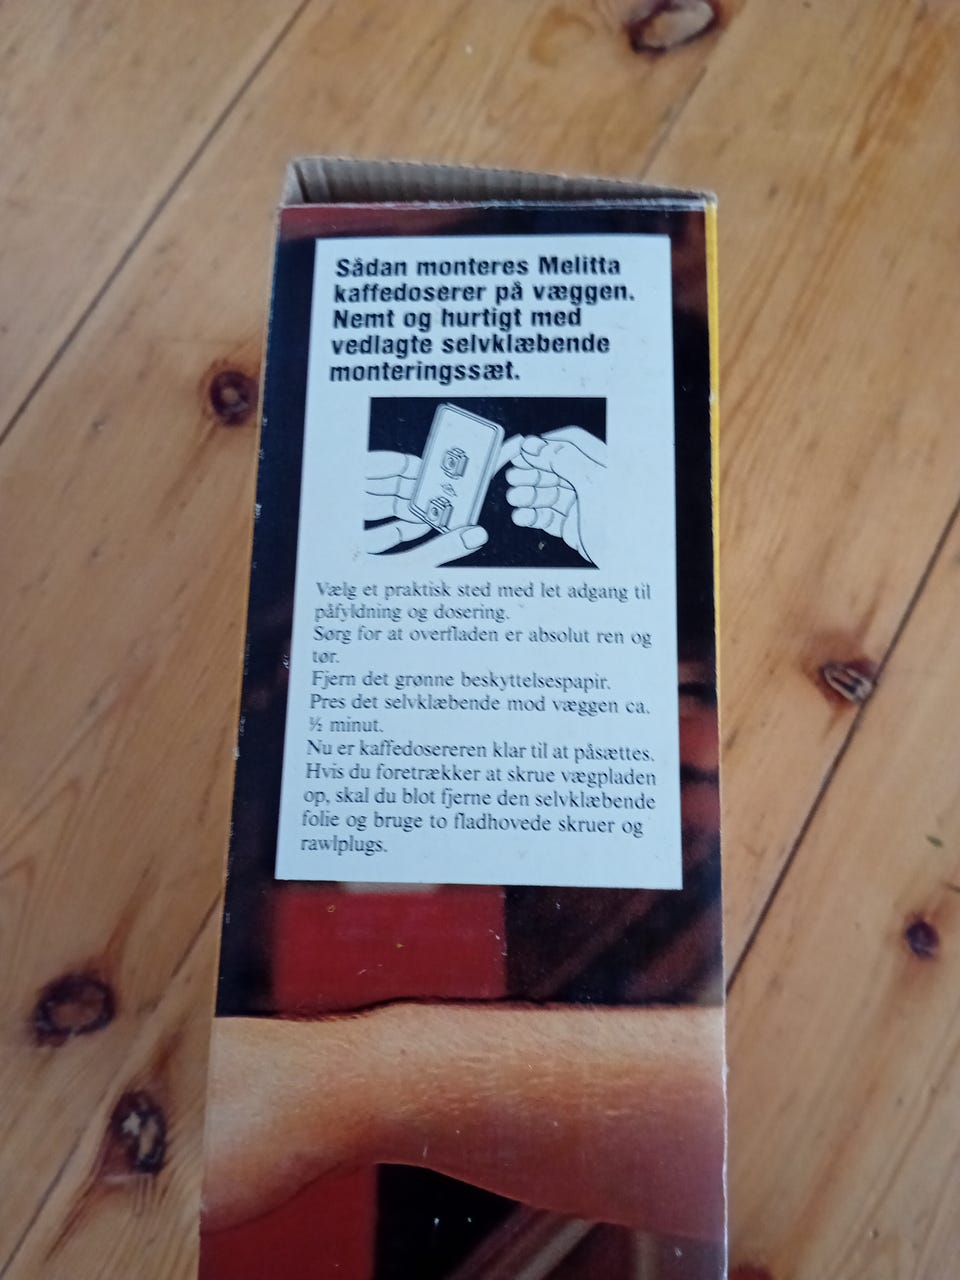 Sådan monteres Melitta
kaffedoserer på væggen.
Nemt og hurtigt med
vedlagte selvklæbende
monteringssæt.
Vælg et praktisk sted med let adgang til
påfyldning og dosering.
Sørg for at overfladen er absolut ren og
tør.
Fjern det grønne beskyttelsespapir.
Pres det selvklæbende mod væggen ca.
½ minut.
Nu er kaffedosereren klar til at påsættes.
Hvis du foretrækker at skrue vægpladen
op, skal du blot fjerne den selvklæbende
folie og bruge to fladhovede skruer og
rawlplugs.